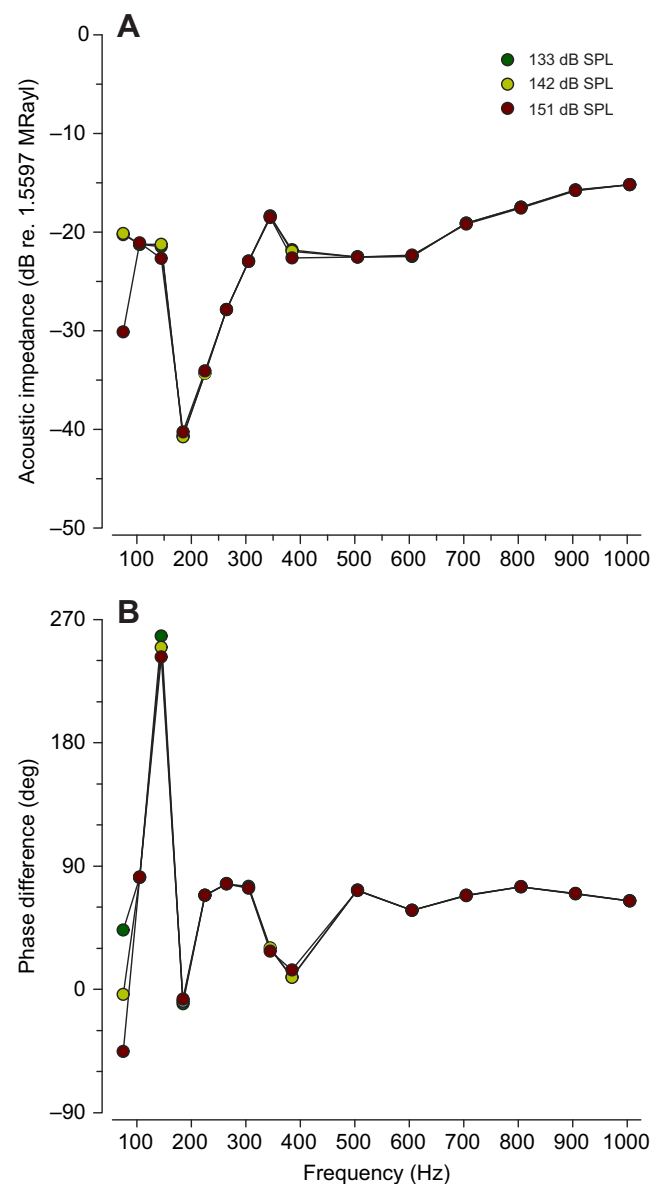 A
0
–10
–20
–30
–40
–50
Acoustic impedance (dB re. 1.5597 MRayl)
133 dB SPL
142 dB SPL
151 dB SPL
100 200 300 400 500 600 700 800 900 1000
B
270
180
90
0
–90
Phase difference (deg)
100 200 300 400 500 600 700 800 900 1000
Frequency (Hz)